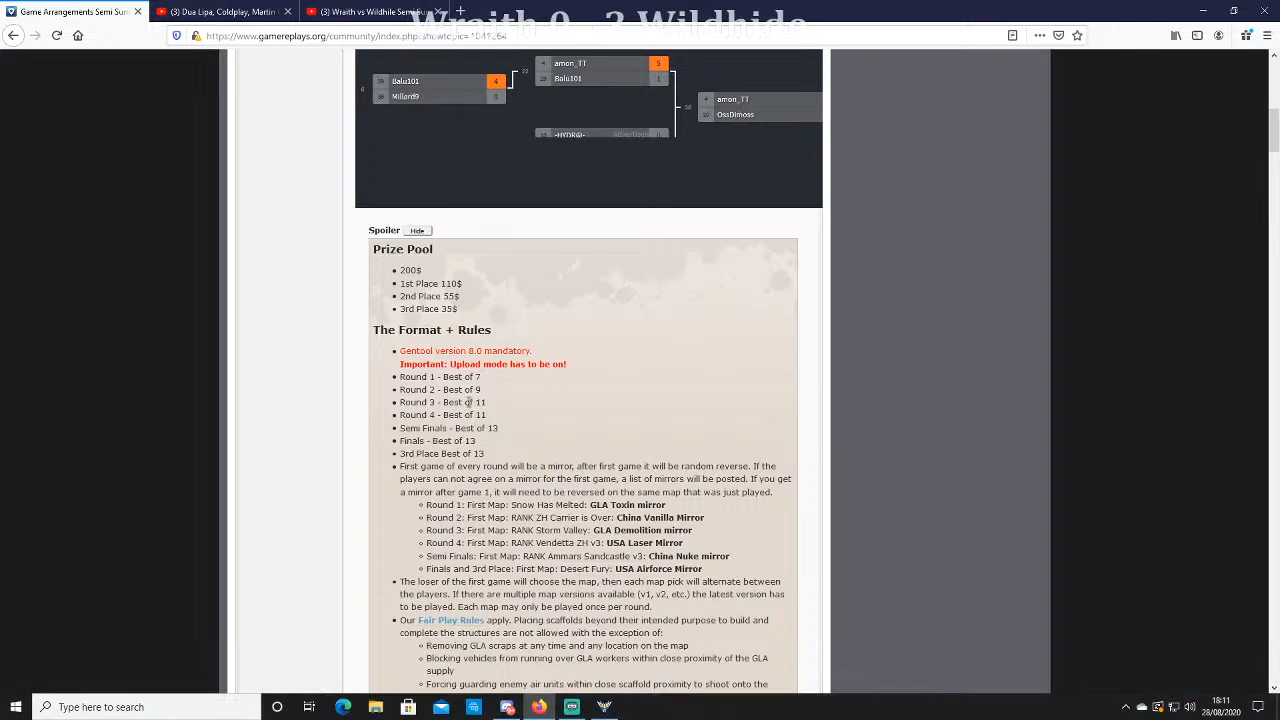 Game Arrangements Semi Sum
(3) Dua Lipa, Coldplay, Martin
(3) Wraith vs Wildhile Semi Su
https://www.gamereplays.org/community/index.php?showtopic=
Balu101 4
Millard9 0
22
4 amon_TT 5
Balu101 1
-HYDR@-
Advertisem
4 amon_TT
20 OssDimoss
Spoiler Hide
Prize Pool
200$
1st Place 110$
2nd Place 55$
3rd Place 35$
The Format + Rules
Gentool version 8.0 mandatory.
Important: Upload mode has to be on!
Round 1 - Best of 7
Round 2 - Best of 9
Round 3 - Best of 11
Round 4 - Best of 11
Semi Finals - Best of 13
Finals - Best of 13
3rd Place Best of 13
First game of every round will be a mirror, after first game it will be random reverse. If the
players can not agree on a mirror for the first game, a list of mirrors will be posted. If you get
a mirror after game 1, it will need to be reversed on the same map that was just played.
Round 1: First Map: Snow Has Melted: GLA Toxin mirror
Round 2: First Map: RANK ZH Carrier is Over: China Vanilla Mirror
Round 3: First Map: RANK Storm Valley: GLA Demolition mirror
Round 4: First Map: RANK Vendetta ZH v3: USA Laser Mirror
Semi Finals: First Map: RANK Ammars Sandcastle v3: China Nuke mirror
Finals and 3rd Place: First Map: Desert Fury: USA Airforce Mirror
The loser of the first game will choose the map, then each map pick will alternate between
the players. If there are multiple map versions available (v1, v2, etc.) the latest version has
to be played. Each map may only be played once per round.
Our Fair Play Rules apply. Placing scaffolds beyond their intended purpose to build and
complete the structures are not allowed with the exception of:
Removing GLA scraps at any time and any location on the map
Blocking vehicles from running over GLA workers within close proximity of the GLA
supply
Forcing guarding enemy air units within close scaffold proximity to shoot onto the
Type here to search
18:11
28/08/2020